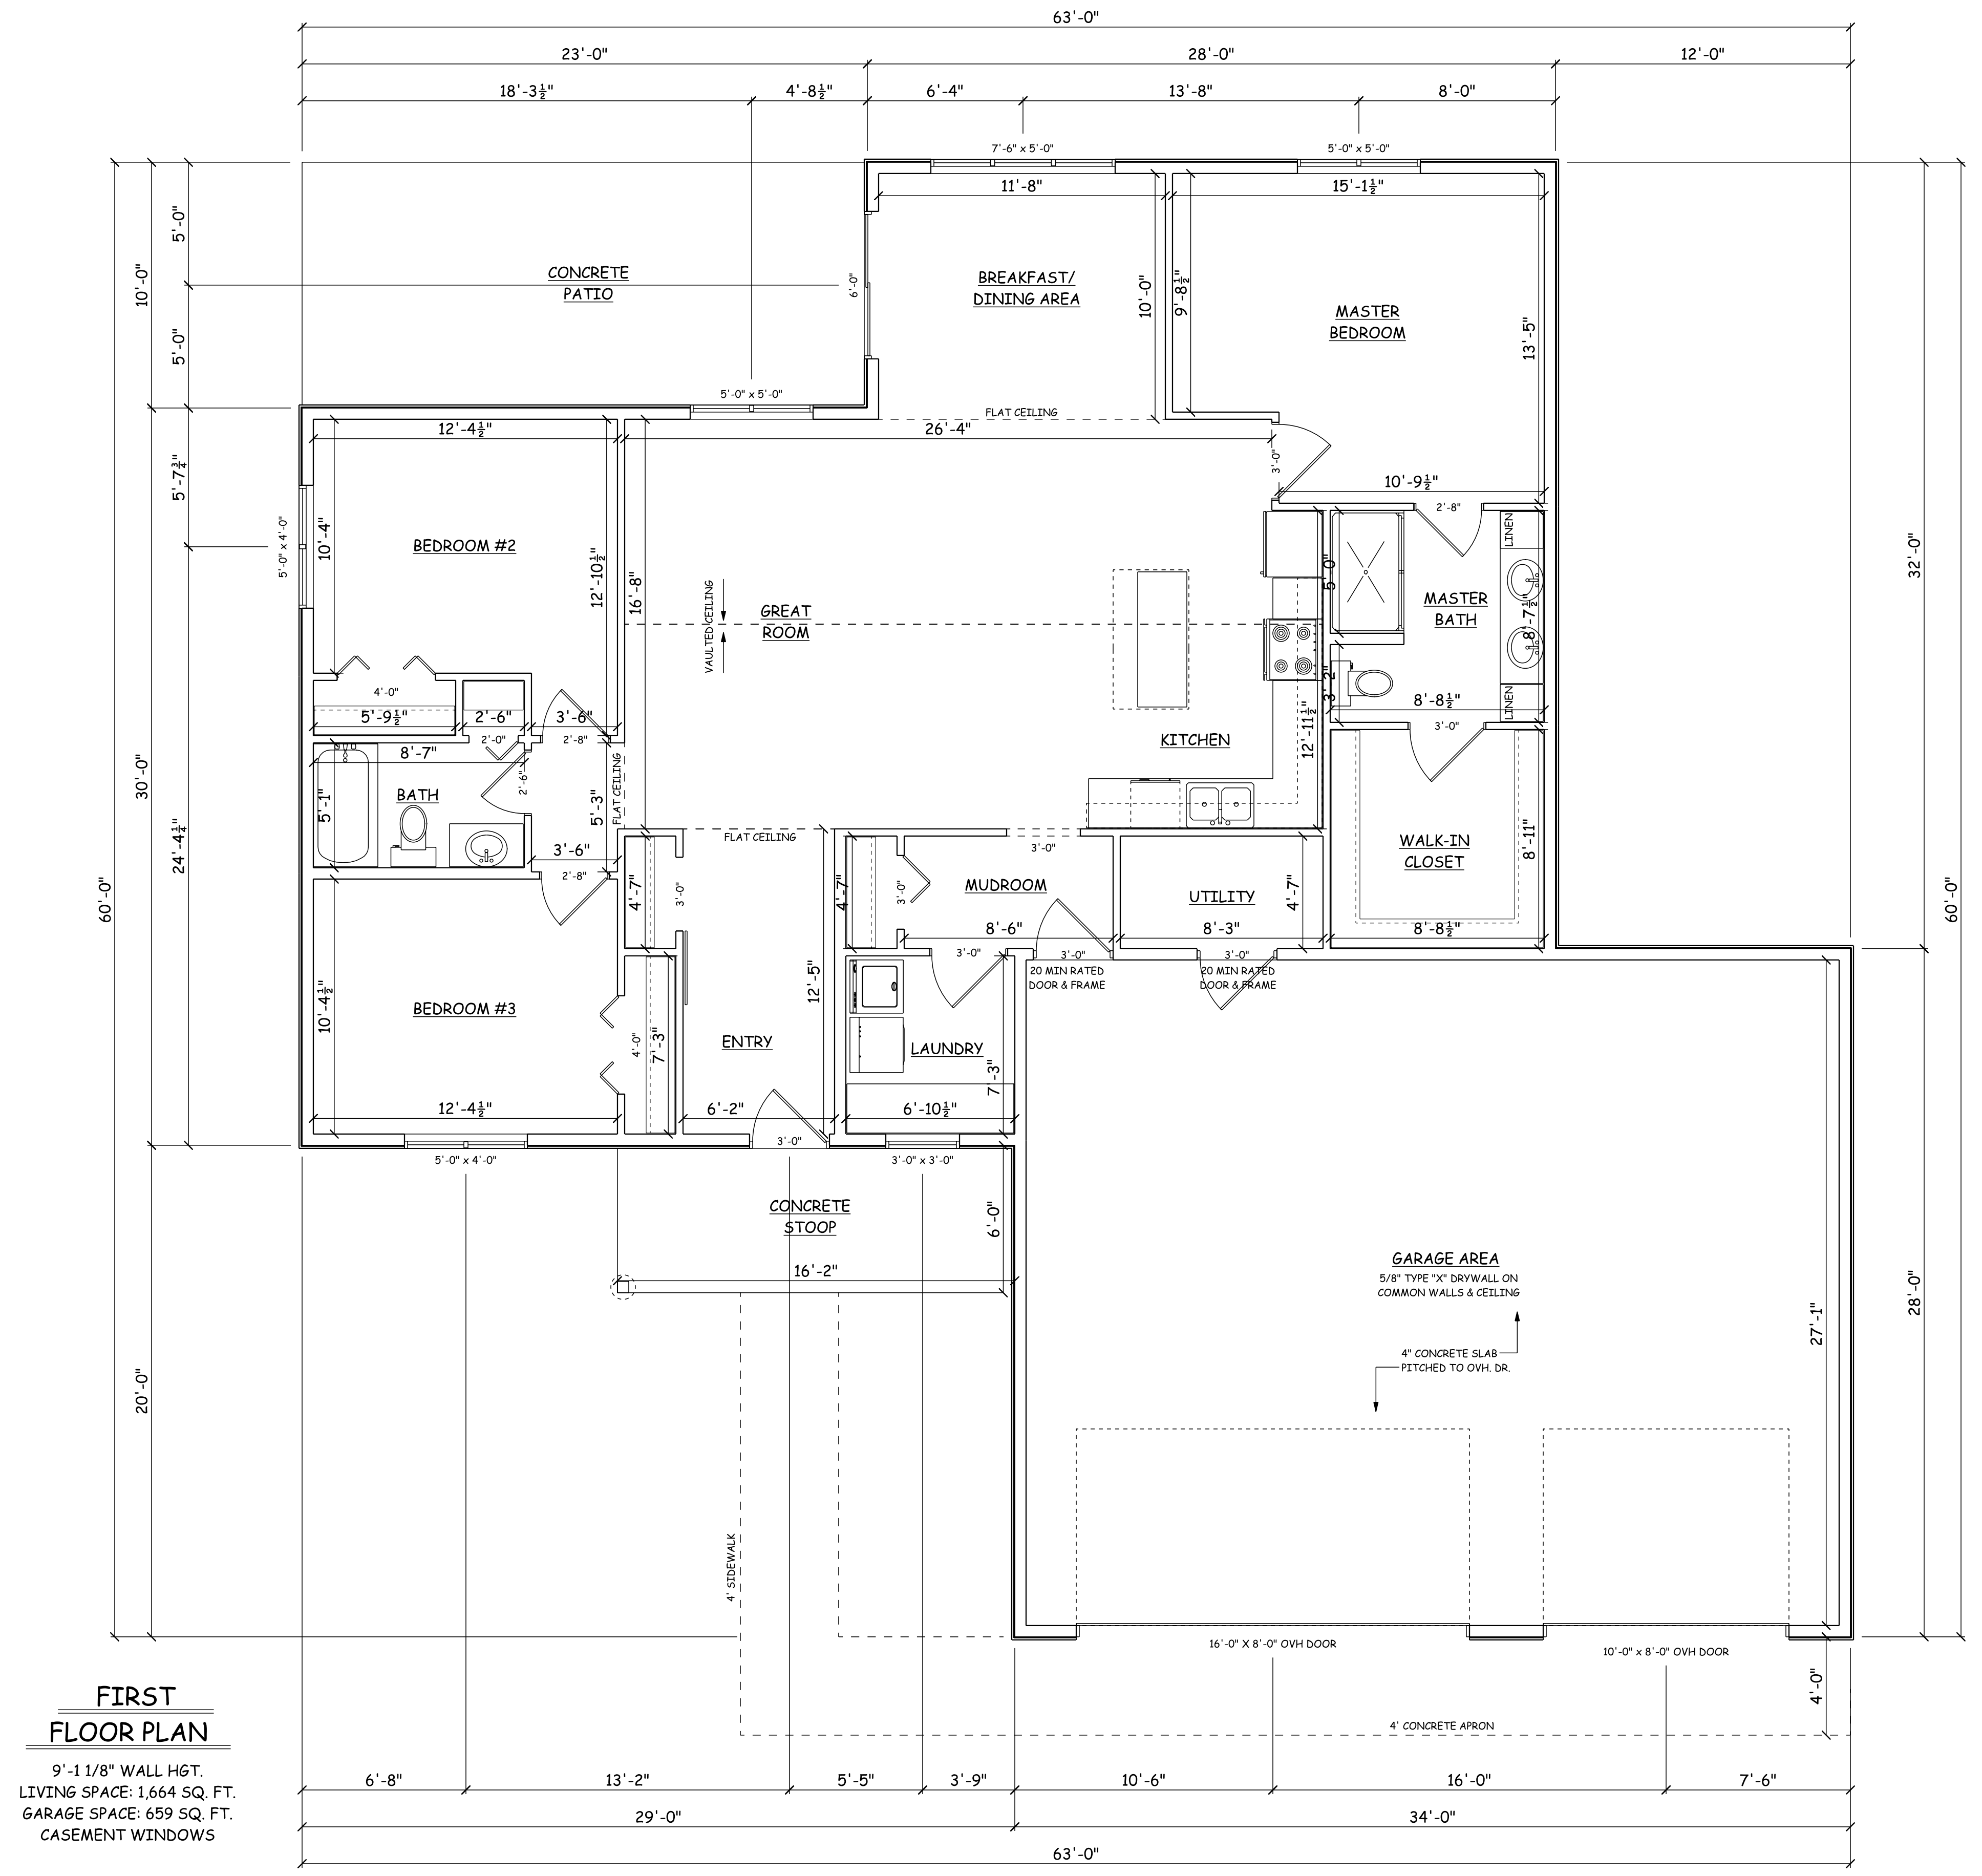 63'-0"
23'-0" 28'-0" 12'-0"
18'-3½" 4'-8½" 6'-4" 13'-8" 8'-0"
7'-6" x 5'-0" 5'-0" x 5'-0"
11'-8" 15'-1½"
5'-0"
10'-0"
5'-0"
CONCRETE
PATIO
6'-0"
BREAKFAST/
DINING AREA
10'-0"
9'-8½"
MASTER
BEDROOM
13'-5"
5'-0" x 5'-0"
FLAT CEILING
12'-4½" 26'-4"
3'-0"
10'-9½"
2'-8"
LINEN
5'-7¾"
5'-0" x 4'-0"
10'-4"
BEDROOM #2
12'-10½"
16'-8"
VAULTED CEILING
GREAT
ROOM
5'-0"
MASTER
BATH
8'-7½"
32'-0"
3'-2"
8'-8½"
LINEN
3'-0"
4'-0"
5'-9½" 2'-6" 3'-6"
2'-0" 2'-8"
8'-7"
2'-6"
KITCHEN
12'-11½"
30'-0"
24'-4¼"
60'-0"
5'-1"
BATH
5'-3"
FLAT CEILING
3'-6"
2'-8"
FLAT CEILING
3'-0"
4'-7"
3'-0"
4'-7"
3'-0"
MUDROOM
8'-6"
UTILITY
8'-3"
4'-7"
WALK-IN
CLOSET
8'-11"
8'-8½"
60'-0"
3'-0" 3'-0" 3'-0"
20 MIN RATED
DOOR & FRAME
20 MIN RATED
DOOR & FRAME
10'-4½"
BEDROOM #3
4'-0"
7'-3"
ENTRY
12'-5"
LAUNDRY
7'-3"
12'-4½" 6'-2" 6'-10½"
3'-0"
5'-0" x 4'-0" 3'-0" x 3'-0"
CONCRETE
STOOP
6'-0"
16'-2"
GARAGE AREA
5/8" TYPE "X" DRYWALL ON
COMMON WALLS & CEILING
4" CONCRETE SLAB
PITCHED TO OVH. DR.
27'-1"
28'-0"
20'-0"
4' SIDEWALK
16'-0" X 8'-0" OVH DOOR
10'-0" x 8'-0" OVH DOOR
4'-0"
4' CONCRETE APRON
FIRST
FLOOR PLAN
9'-1 1/8" WALL HGT.
LIVING SPACE: 1,664 SQ. FT.
GARAGE SPACE: 659 SQ. FT.
CASEMENT WINDOWS
6'-8" 13'-2" 5'-5" 3'-9" 10'-6" 16'-0" 7'-6"
29'-0" 34'-0"
63'-0"